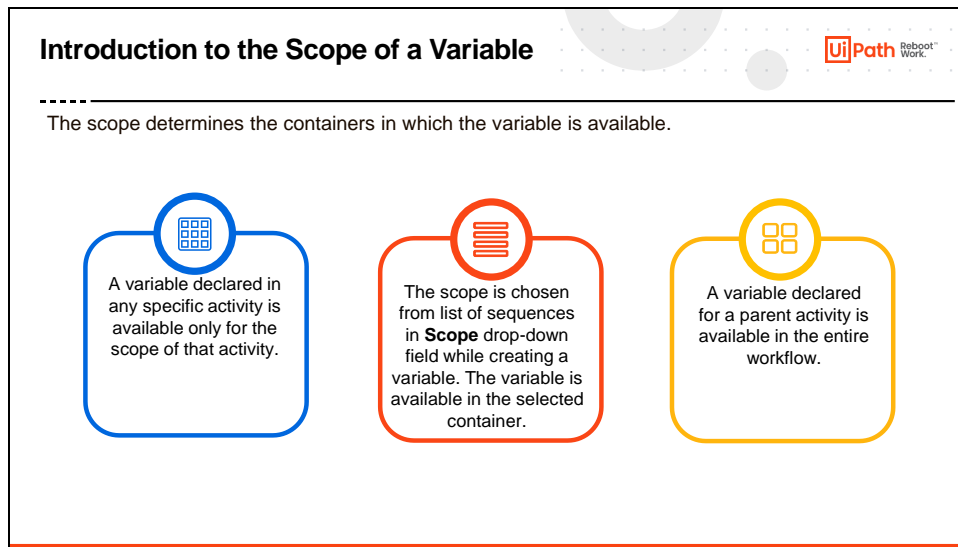 Introduction to the Scope of a Variable
UiPath Reboot™
Work.
The scope determines the containers in which the variable is available.
A variable declared in
any specific activity is
available only for the
scope of that activity.
The scope is chosen
from list of sequences
in Scope drop-down
field while creating a
variable. The variable is
available in the selected
container.
A variable declared
for a parent activity is
available in the entire
workflow.